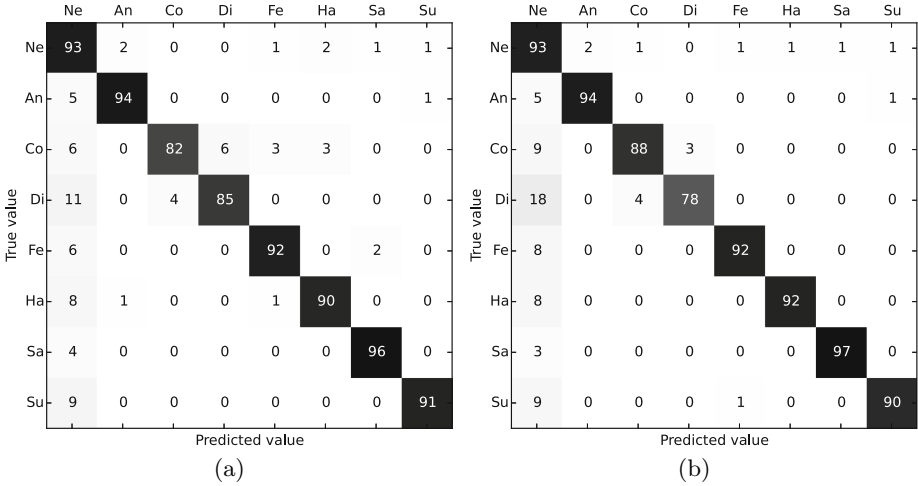 Ne An Co Di Fe Ha Sa Su
Ne 93 2 0 0 1 2 1 1
An 5 94 0 0 0 0 0 1
Co 6 0 82 6 3 3 0 0
Di 11 0 4 85 0 0 0 0
Fe 6 0 0 0 92 0 2 0
Ha 8 1 0 0 1 90 0 0
Sa 4 0 0 0 0 0 96 0
Su 9 0 0 0 0 0 0 91
True value
Predicted value
(a)
Ne An Co Di Fe Ha Sa Su
Ne 93 2 1 0 1 1 1 1
An 5 94 0 0 0 0 0 1
Co 9 0 88 3 0 0 0 0
Di 18 0 4 78 0 0 0 0
Fe 8 0 0 0 92 0 0 0
Ha 8 0 0 0 0 92 0 0
Sa 3 0 0 0 0 0 97 0
Su 9 0 0 0 1 0 0 90
True value
Predicted value
(b)